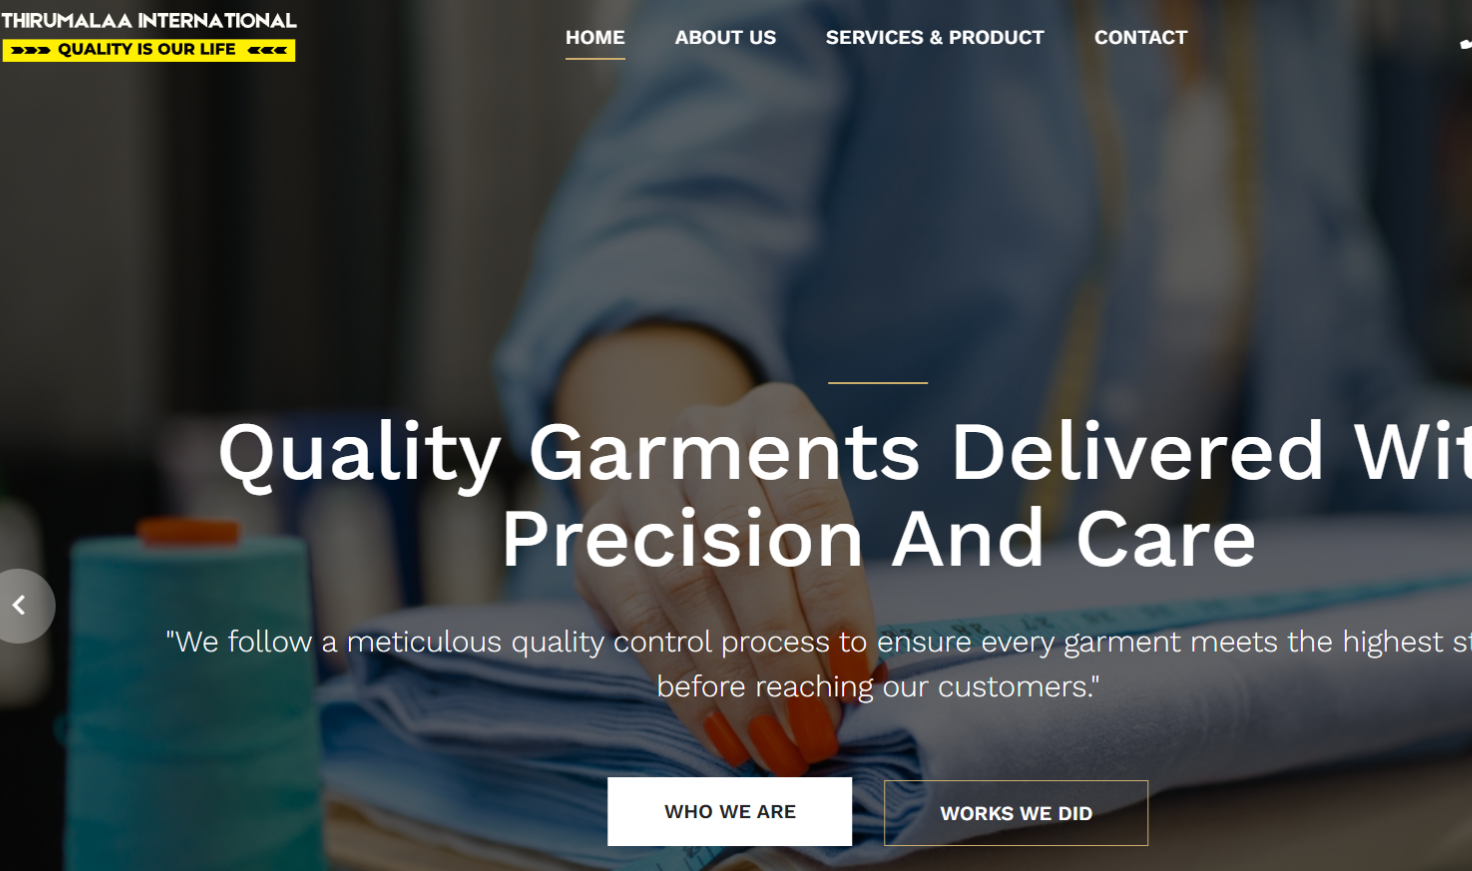 THIRUMALAA INTERNATIONAL
QUALITY IS OUR LIFE
HOME ABOUT US SERVICES & PRODUCT CONTACT
Quality Garments Delivered Wit
Precision And Care
"We follow a meticulous quality control process to ensure every garment meets the highest st
before reaching our customers."
WHO WE ARE WORKS WE DID